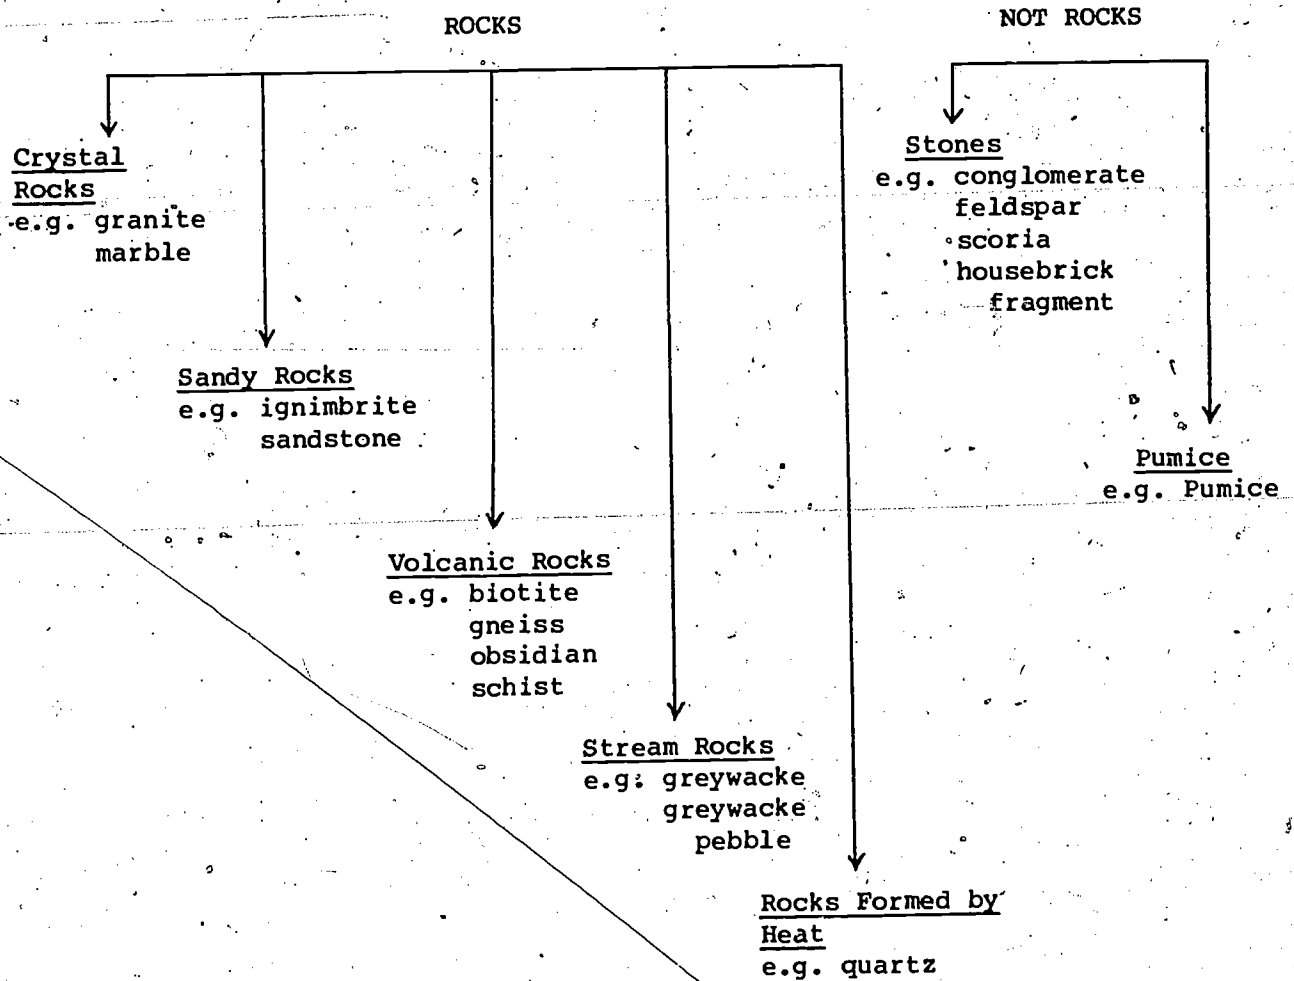 ROCKS
NOT ROCKS
Crystal
Rocks
e.g. granite
marble
Sandy Rocks
e.g. ignimbrite
sandstone
Volcanic Rocks
e.g. biotite
gneiss
obsidian
schist
Stream Rocks
e.g. greywacke
greywacke
pebble
Rocks Formed by
Heat
e.g. quartz
Stones
e.g. conglomerate
feldspar
scoria
housebrick
fragment
Pumice
e.g. Pumice